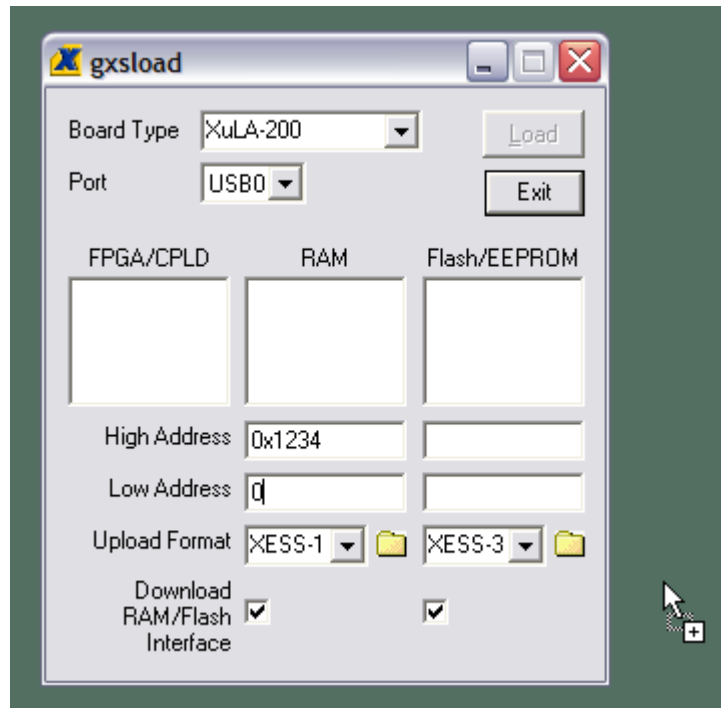 gxsload
Board Type XuLA-200 Load
Port USB0 Exit
FPGA/CPLD RAM Flash/EEPROM
High Address 0x1234
Low Address 0
Upload Format XESS-1 XESS-3
Download
RAM/Flash
Interface